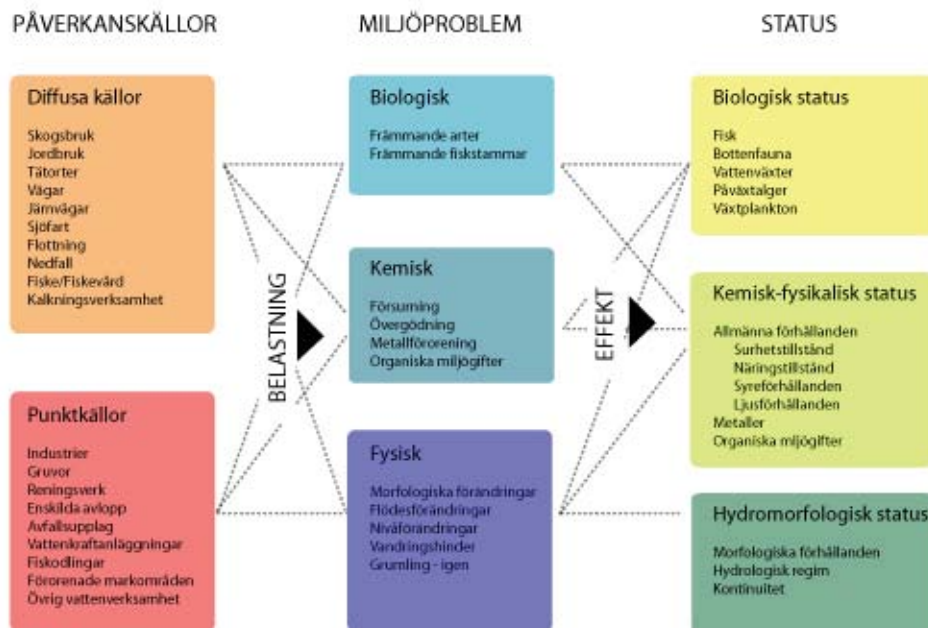 PÅVERKANSKÄLLOR
Diffusa källor
Skogsbruk
Jordbruk
Tätorter
Vägar
Järnvägar
Sjöfart
Flottning
Nedfall
Fiske/Fiskevård
Kalkningsverksamhet
Punktkällor
Industrier
Gruvor
Reningsverk
Enskilda avlopp
Avfallsupplag
Vattenkraftanläggningar
Fiskodlingar
Förorenade markområden
Övrig vattenverksamhet
BELASTNING
MILJÖPROBLEM
Biologisk
Främmande arter
Främmande fiskstammar
Kemisk
Försurning
Övergödning
Metallförorening
Organiska miljögifter
Fysisk
Morfologiska förändringar
Flödesförändringar
Nivåförändringar
Vandringshinder
Grumling - igen
EFFEKT
STATUS
Biologisk status
Fisk
Bottenfauna
Vattenväxter
Påväxtalger
Växtplankton
Kemisk-fysikalisk status
Allmänna förhållanden
Surhetstillstånd
Näringstillstånd
Syreförhållanden
Ljusförhållanden
Metaller
Organiska miljögifter
Hydromorfologisk status
Morfologiska förhållanden
Hydrologisk regim
Kontinuitet